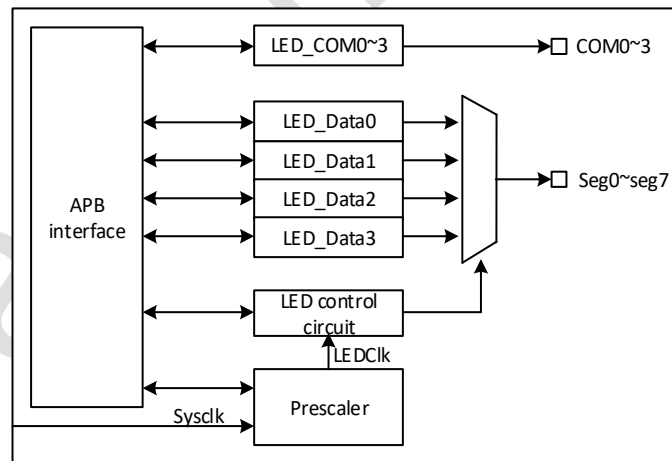 LED_COM0~3
COM0~3
LED_Data0
LED_Data1
LED_Data2
LED_Data3
Seg0~seg7
APB
interface
LED control
circuit
LEDClk
Prescaler
Sysclk